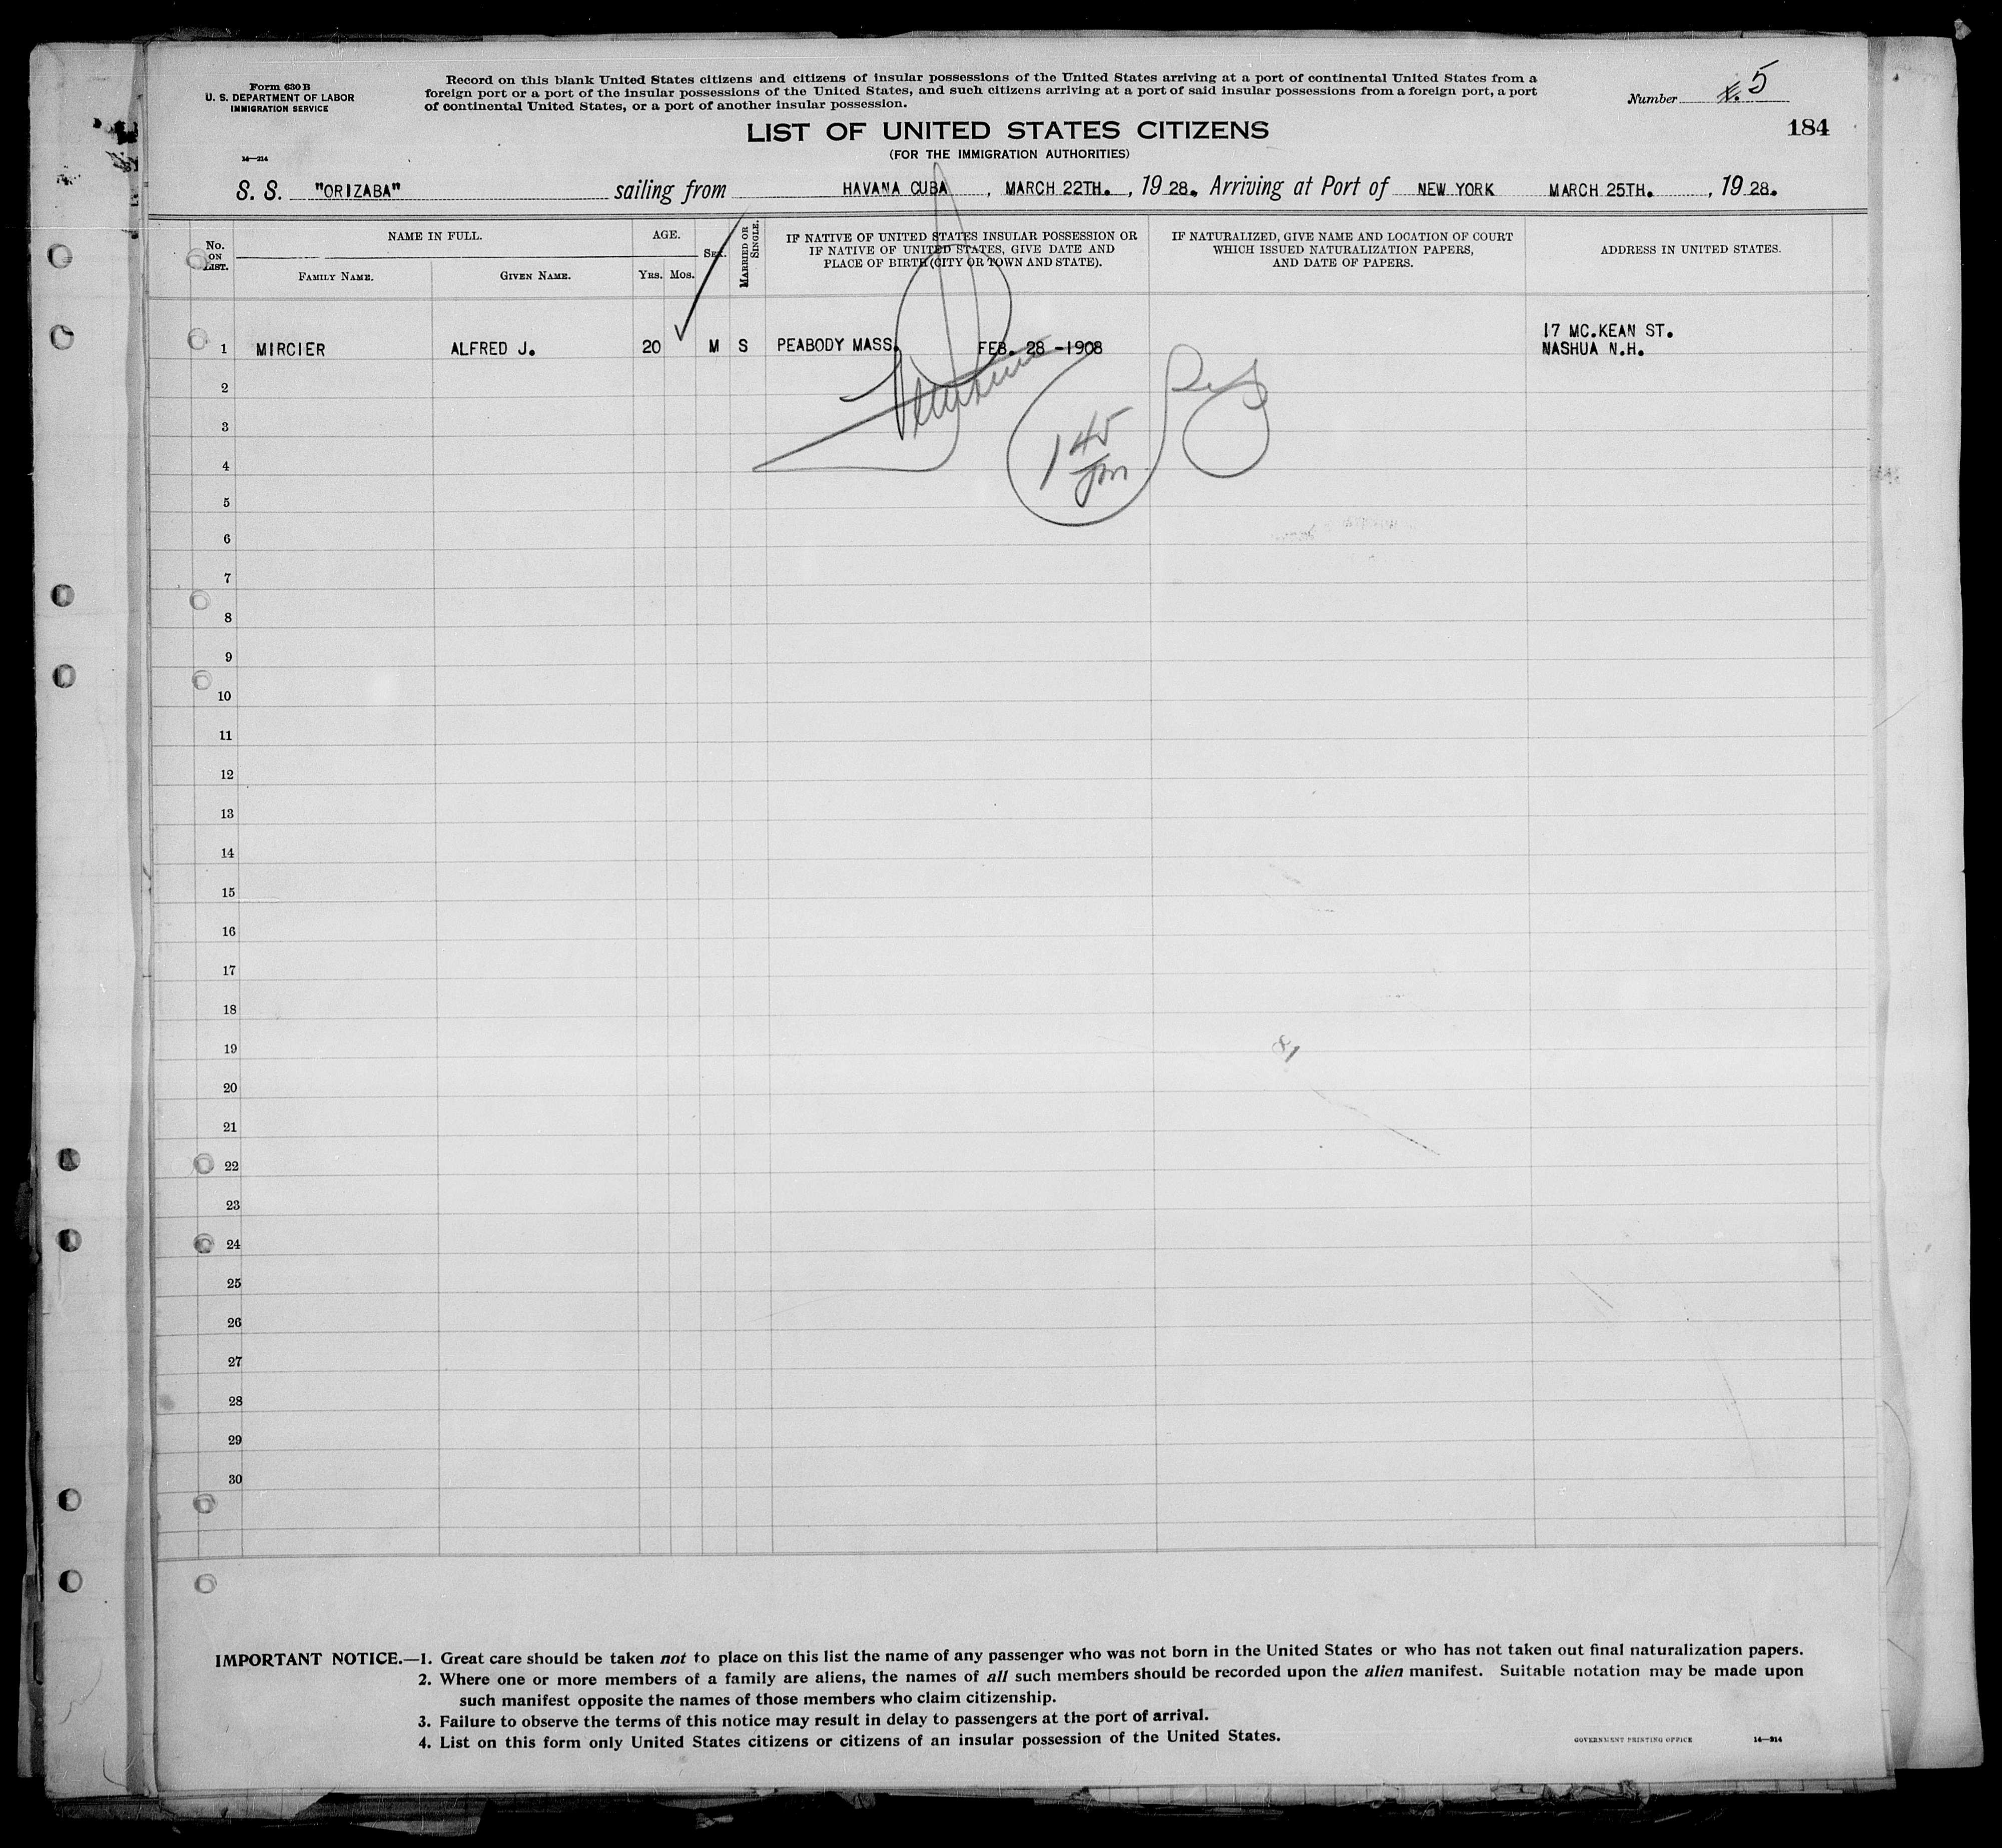 Form 630 B
U. S. DEPARTMENT OF LABOR
IMMIGRATION SERVICE
14—214
Record on this blank United States citizens and citizens of insular possessions of the United States arriving at a port of continental United States from a
foreign port or a port of the insular possessions of the United States, and such citizens arriving at a port of said insular possessions from a foreign port, a port
of continental United States, or a port of another insular possession.
Number 5
184
LIST OF UNITED STATES CITIZENS
(FOR THE IMMIGRATION AUTHORITIES)
S. S. "ORIZABA" sailing from HAVANA CUBA , MARCH 22TH. , 19 28. Arriving at Port of NEW YORK MARCH 25TH. , 19 28.
No. ON LIST.
NAME IN FULL.
FAMILY NAME.
GIVEN NAME.
AGE.
YRS.
MOS.
SEX.
MARRIED OR SINGLE.
IF NATIVE OF UNITED STATES INSULAR POSSESSION OR
IF NATIVE OF UNITED STATES, GIVE DATE AND
PLACE OF BIRTH (CITY OR TOWN AND STATE).
IF NATURALIZED, GIVE NAME AND LOCATION OF COURT
WHICH ISSUED NATURALIZATION PAPERS,
AND DATE OF PAPERS.
ADDRESS IN UNITED STATES.
17 MC.KEAN ST.
1 MIRCIER ALFRED J. 20 M S PEABODY MASS. FEB. 28 -1908 NASHUA N.H.
2
3
1 45
4
pm
5
6
7
8
9
10
11
12
13
14
15
16
17
18
19
81
20
21
22
23
24
25
26
27
28
29
30
IMPORTANT NOTICE.—1. Great care should be taken not to place on this list the name of any passenger who was not born in the United States or who has not taken out final naturalization papers.
2. Where one or more members of a family are aliens, the names of all such members should be recorded upon the alien manifest. Suitable notation may be made upon
such manifest opposite the names of those members who claim citizenship.
3. Failure to observe the terms of this notice may result in delay to passengers at the port of arrival.
4. List on this form only United States citizens or citizens of an insular possession of the United States.
GOVERNMENT PRINTING OFFICE 14—214